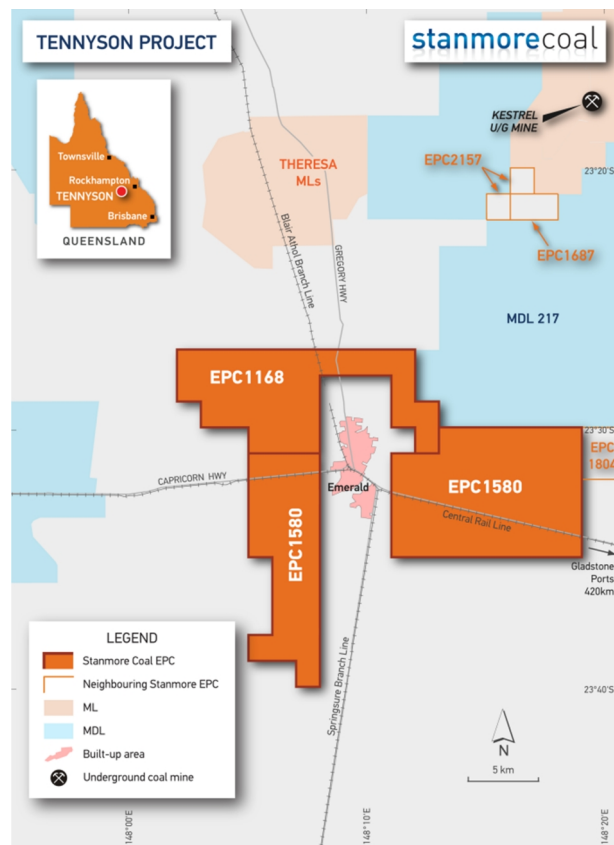 TENNYSON PROJECT
stanmorecoal
Townsville
Rockhampton
TENNYSON
Brisbane
QUEENSLAND
KESTREL
U/G MINE
THERESA
MLs
EPC2157
23°20'S
EPC1687
Blair Athol Branch Line
GREGORY HWY
MDL 217
EPC1168
23°30'S
EPC
1804
CAPRICORN HWY
Emerald
EPC1580
EPC1580
Central Rail Line
Gladstone
Ports
420km
Springsure Branch Line
LEGEND
Stanmore Coal EPC
Neighbouring Stanmore EPC
ML
MDL
Built-up area
Underground coal mine
23°40'S
N
5 km
148°00'E
148°10'E
148°20'E